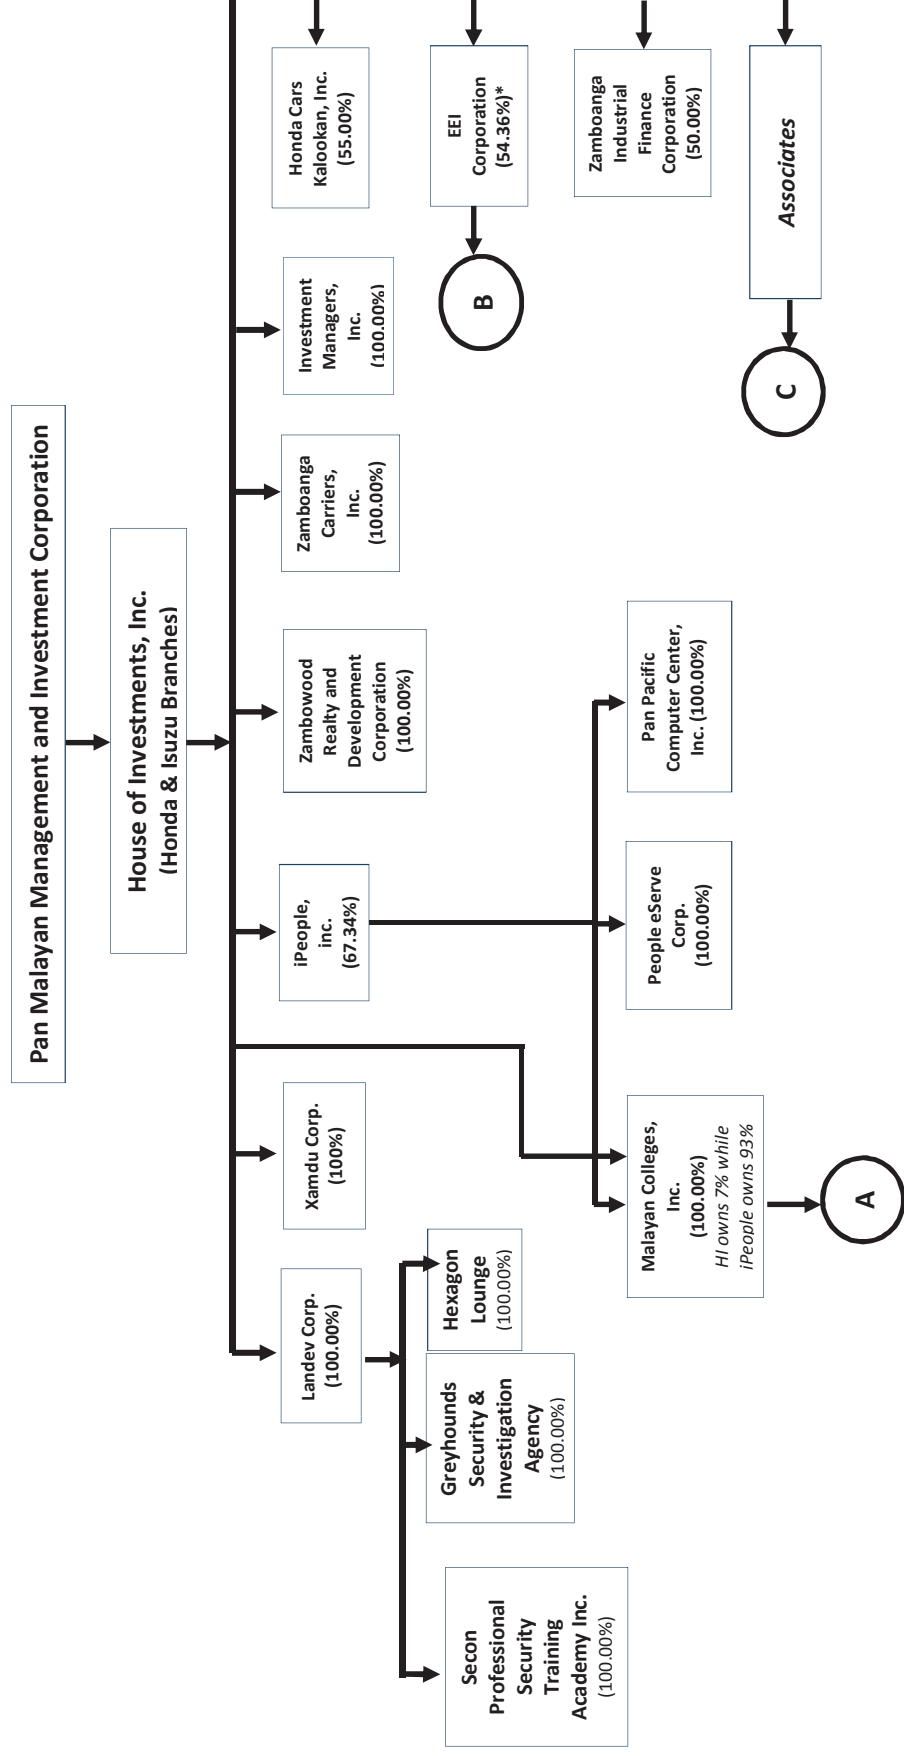 Pan Malayan Management and Investment Corporation
House of Investments, Inc.
(Honda & Isuzu Branches)
Landev Corp.
(100.00%)
Xamdu Corp.
(100%)
iPeople,
inc.
(67.34%)
Zambowood
Realty and
Development
Corporation
(100.00%)
Zamboanga
Carriers,
Inc.
(100.00%)
Investment
Managers,
Inc.
(100.00%)
Honda Cars
Kalookan, Inc.
(55.00%)
Secon
Professional
Security
Training
Academy Inc.
(100.00%)
Greyhounds
Security &
Investigation
Agency
(100.00%)
Hexagon
Lounge
(100.00%)
B
EEI
Corporation
(54.36%)*
Malayan Colleges,
Inc.
(100.00%)
HI owns 7% while
iPeople owns 93%
People eServe
Corp.
(100.00%)
Pan Pacific
Computer Center,
Inc. (100.00%)
Zamboanga
Industrial
Finance
Corporation
(50.00%)
A
C
Associates